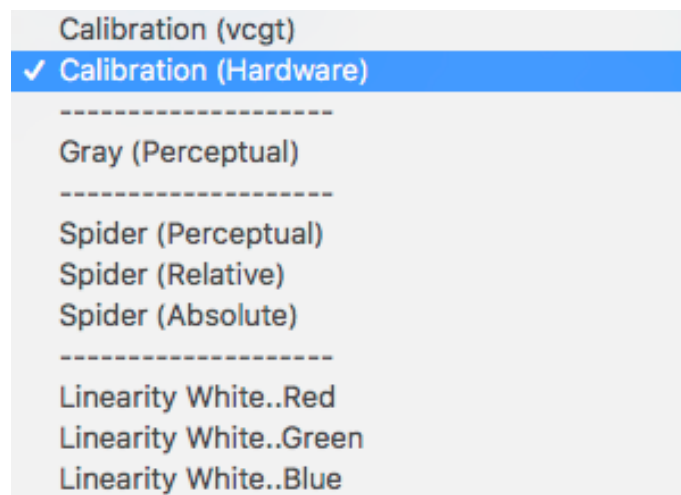 Calibration (vcgt)
✓ Calibration (Hardware)
--------------------
Gray (Perceptual)
--------------------
Spider (Perceptual)
Spider (Relative)
Spider (Absolute)
--------------------
Linearity White..Red
Linearity White..Green
Linearity White..Blue